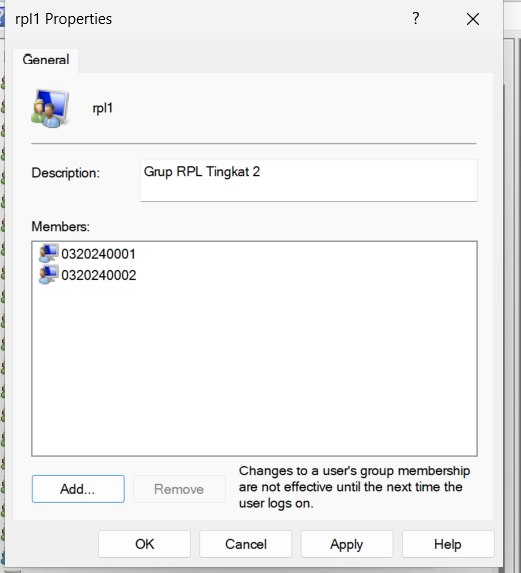 rpl1 Properties
?
General
rpl1
Description:
Grup RPL Tingkat 2
Members:
0320240001
0320240002
Add...
Remove
Changes to a user's group membership
are not effective until the next time the
user logs on.
OK
Cancel
Apply
Help